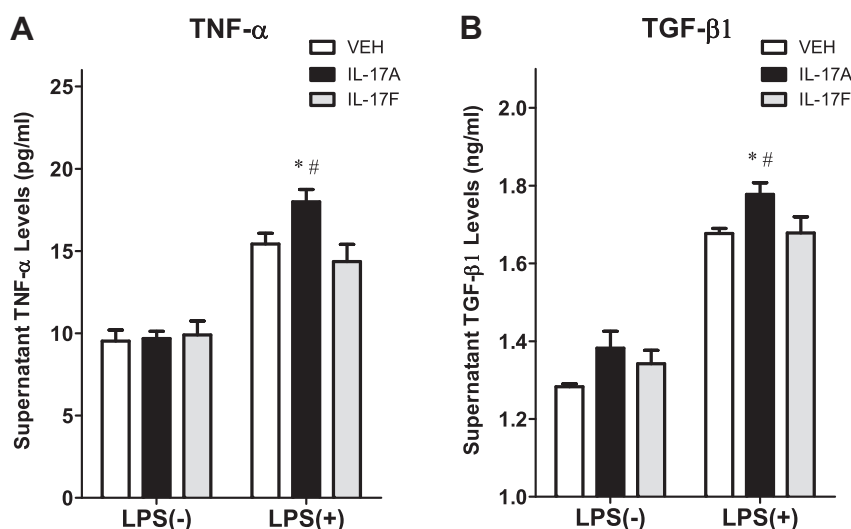 A
TNF-α
VEH
IL-17A
IL-17F
Supernatant TNF-α Levels (pg/ml)
25
20
15
10
5
0
* #
LPS(-)
LPS(+)
B
TGF-β1
VEH
IL-17A
IL-17F
Supernatant TGF-β1 Levels (ng/ml)
2.0
1.8
1.6
1.4
1.2
1.0
* #
LPS(-)
LPS(+)